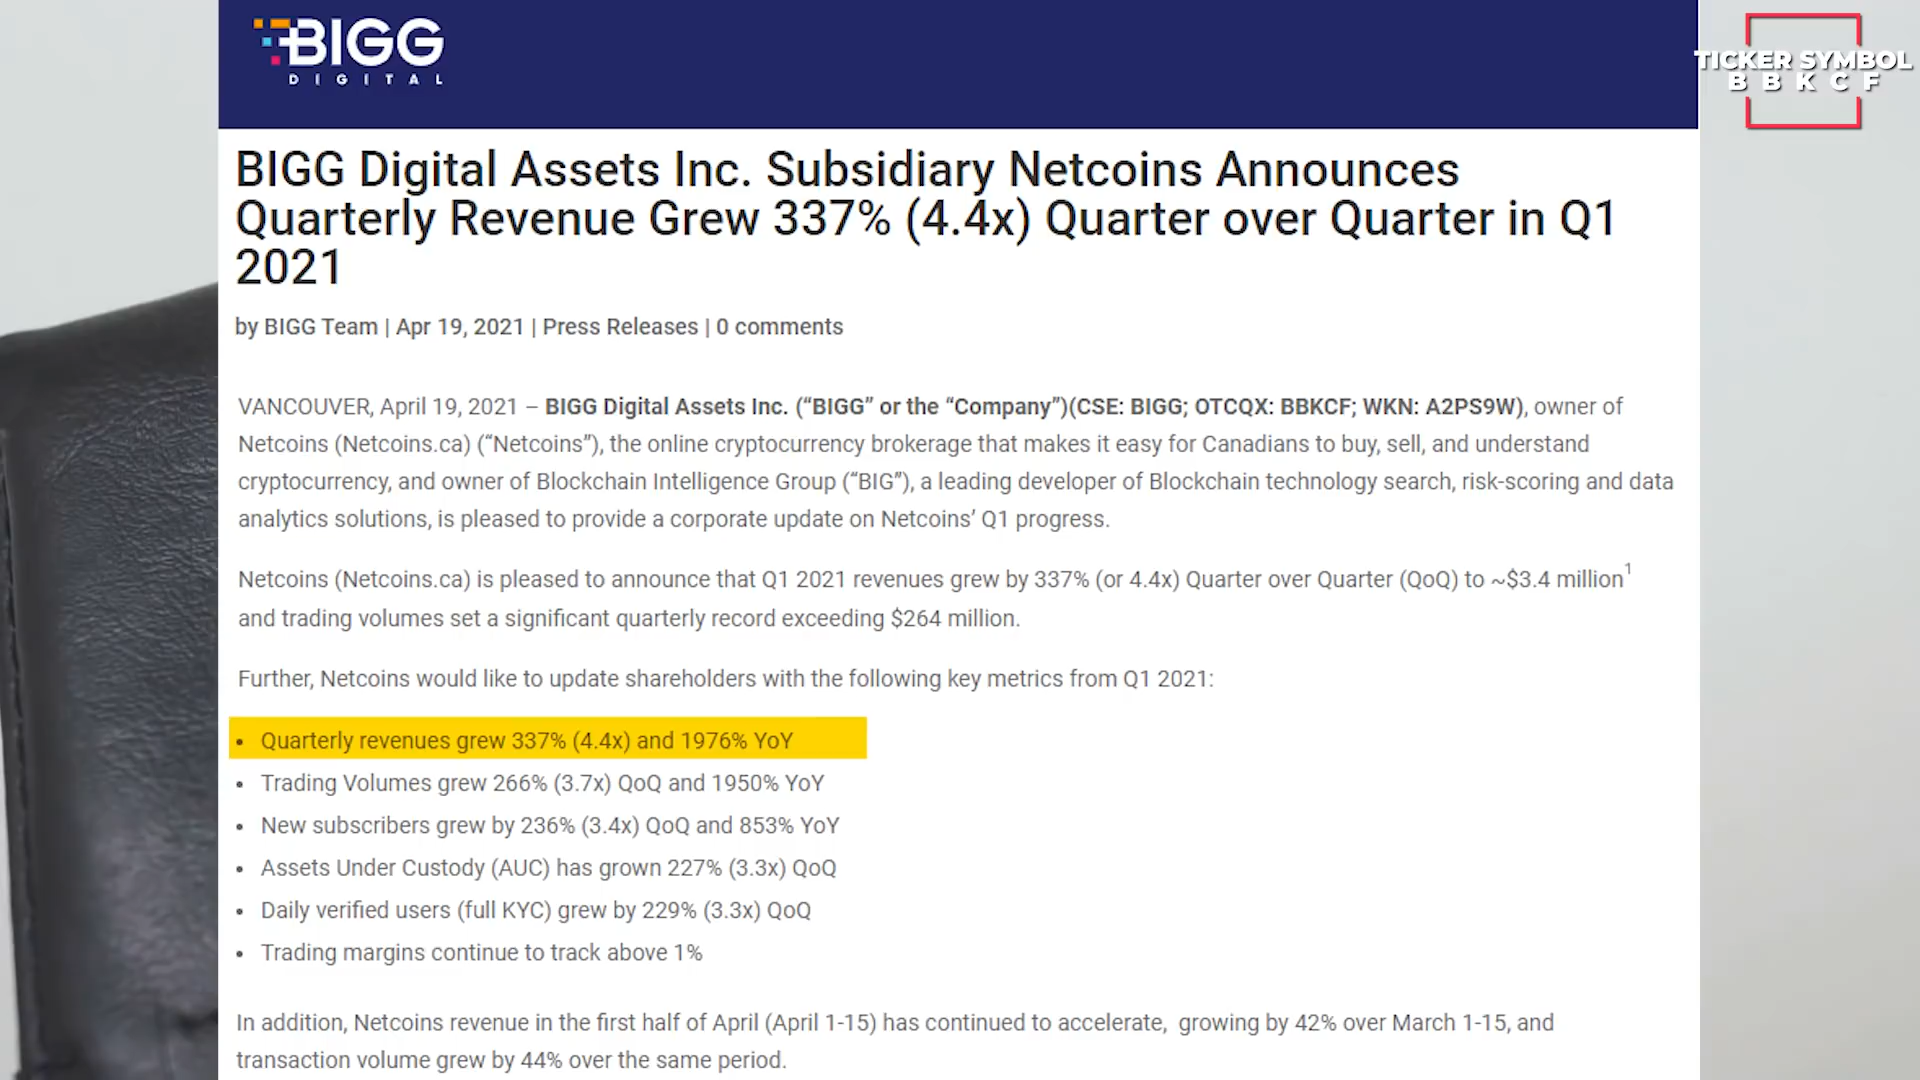 BIGG
DIGITAL
TICKER SYMBOL
BBKCF
BIGG Digital Assets Inc. Subsidiary Netcoins Announces
Quarterly Revenue Grew 337% (4.4x) Quarter over Quarter in Q1
2021
by BIGG Team | Apr 19, 2021 | Press Releases | 0 comments
VANCOUVER, April 19, 2021 – BIGG Digital Assets Inc. (“BIGG” or the “Company”)(CSE: BIGG; OTCQX: BBKCF; WKN: A2PS9W), owner of
Netcoins (Netcoins.ca) (“Netcoins”), the online cryptocurrency brokerage that makes it easy for Canadians to buy, sell, and understand
cryptocurrency, and owner of Blockchain Intelligence Group (“BIG”), a leading developer of Blockchain technology search, risk-scoring and data
analytics solutions, is pleased to provide a corporate update on Netcoins’ Q1 progress.
Netcoins (Netcoins.ca) is pleased to announce that Q1 2021 revenues grew by 337% (or 4.4x) Quarter over Quarter (QoQ) to ~$3.4 million¹
and trading volumes set a significant quarterly record exceeding $264 million.
Further, Netcoins would like to update shareholders with the following key metrics from Q1 2021:
• Quarterly revenues grew 337% (4.4x) and 1976% YoY
• Trading Volumes grew 266% (3.7x) QoQ and 1950% YoY
• New subscribers grew by 236% (3.4x) QoQ and 853% YoY
• Assets Under Custody (AUC) has grown 227% (3.3x) QoQ
• Daily verified users (full KYC) grew by 229% (3.3x) QoQ
• Trading margins continue to track above 1%
In addition, Netcoins revenue in the first half of April (April 1-15) has continued to accelerate, growing by 42% over March 1-15, and
transaction volume grew by 44% over the same period.